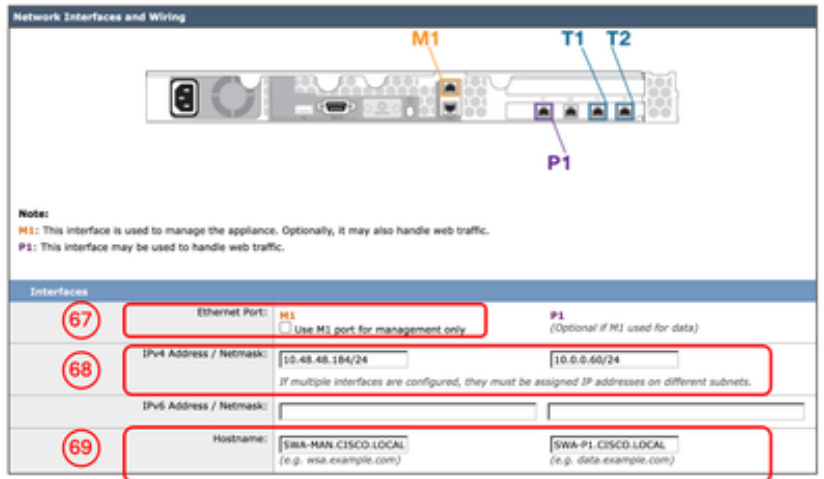 Network Interfaces and Wiring
M1 T1 T2
P1
Note:
M1: This interface is used to manage the appliance. Optionally, it may also handle web traffic.
P1: This interface may be used to handle web traffic.
Interfaces
67 Ethernet Port: M1 P1
Use M1 port for management only (Optional if M1 used for data)
68 IPv4 Address / Netmask: 10.48.48.184/24 10.0.0.60/24
If multiple interfaces are configured, they must be assigned IP addresses on different subnets.
IPv6 Address / Netmask:
69 Hostname: SWA-MAN.CISCO.LOCAL SWA-P1.CISCO.LOCAL
(e.g. wsa.example.com) (e.g. data.example.com)